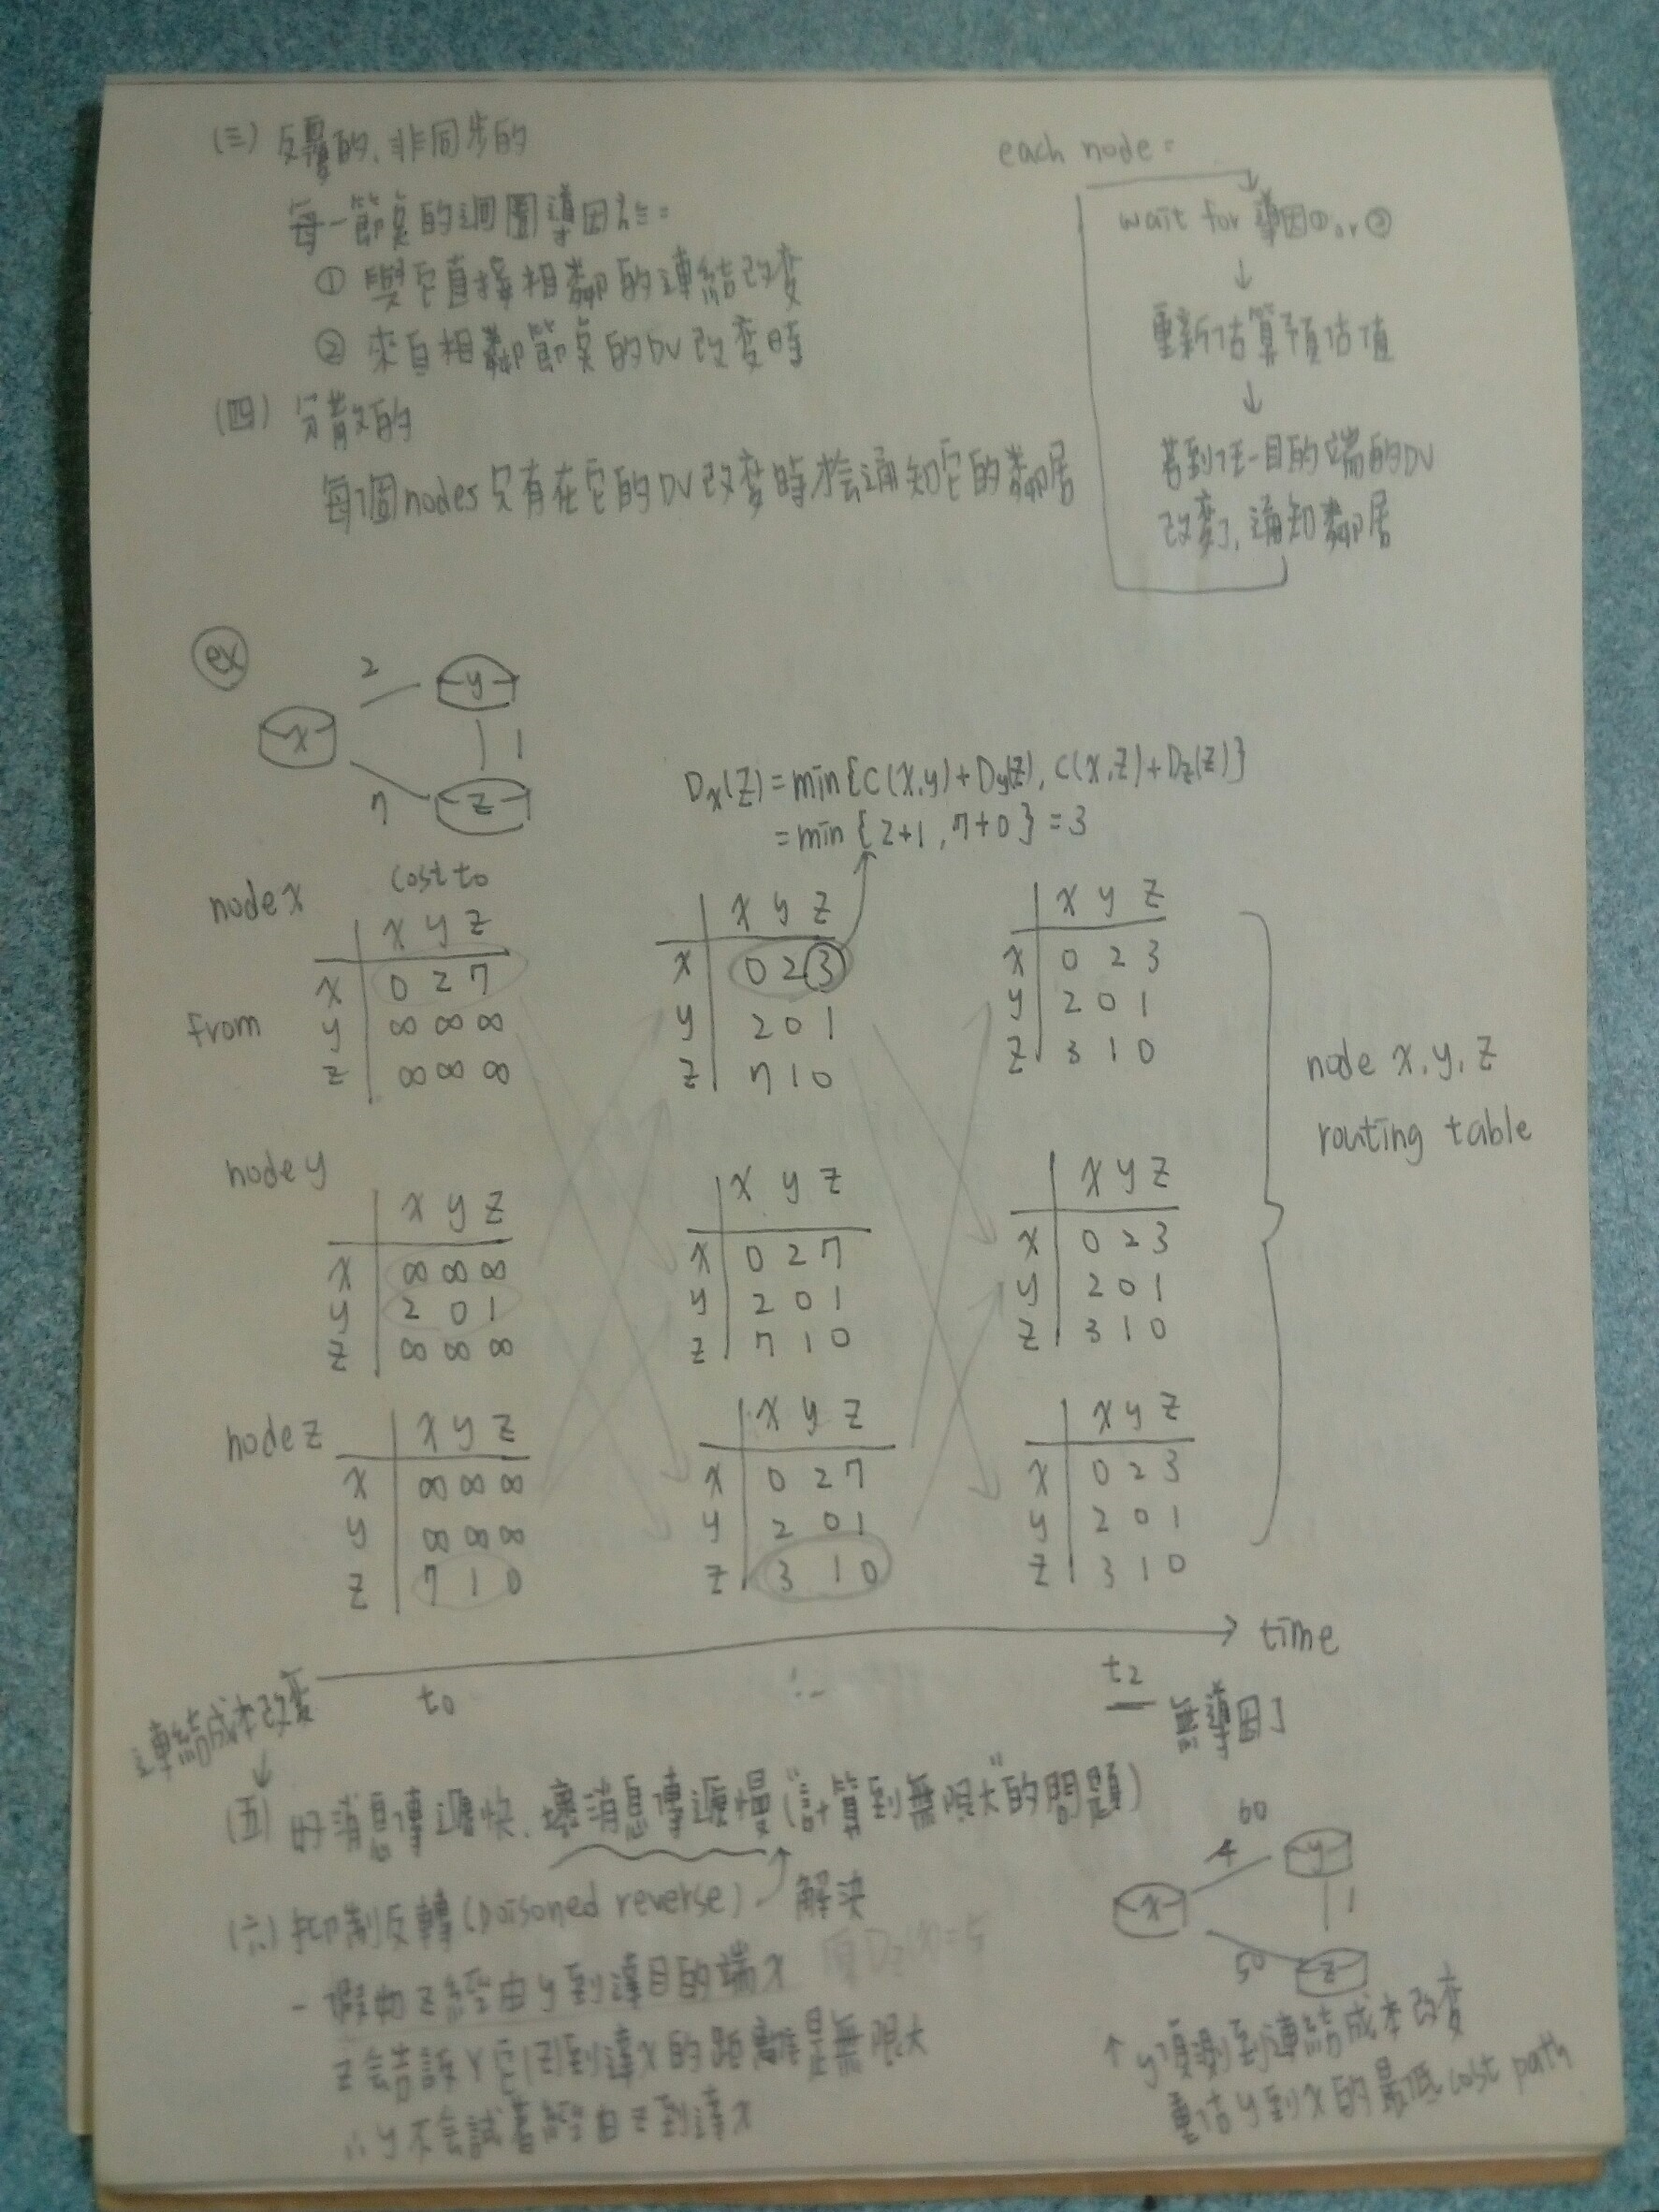 (三) 反覆的、非同步的
每一節點的迴圈導因為：
① 與它直接相鄰的連結改變
② 來自相鄰節點的DV改變時
(四) 分散的
每個nodes只有在它的DV改變時才會通知它的鄰居
each node:
wait for 導因①or②
↓
重新估算預估值
↓
若到任一目的端的DV
改變了,通知鄰居
ex
2 y
x 1
7 z
Dx(z)=min{C(x,y)+Dy(z), C(x,z)+Dz(z)}
=min{2+1, 7+0}=3
node x cost to
x y z
x 0 2 7
from y ∞ ∞ ∞
z ∞ ∞ ∞
x y z
x 0 2 3
y 2 0 1
z 7 1 0
x y z
x 0 2 3
y 2 0 1
z 3 1 0
node y
x y z
x ∞ ∞ ∞
y 2 0 1
z ∞ ∞ ∞
x y z
x 0 2 7
y 2 0 1
z 7 1 0
x y z
x 0 2 3
y 2 0 1
z 3 1 0
node z
x y z
x ∞ ∞ ∞
y ∞ ∞ ∞
z 7 1 0
x y z
x 0 2 7
y 2 0 1
z 3 1 0
x y z
x 0 2 3
y 2 0 1
z 3 1 0
node x, y, z
routing table
time
t0 t2
無導因了
連結成本改變
↓
(五) 的消息傳遞快、壞消息傳遞慢("計算到無限大"的問題)
(六) 抑制反轉(poisoned reverse) 解決
- 假如z經由y到達目的端x 向Dz(x)=5
z會告訴Y它(z)到達x的距離是無限大
∴y不會試著經由z到達x
60
4 y
x 1
50 z
↑ y偵測到連結成本改變
重估y到x的最低cost path